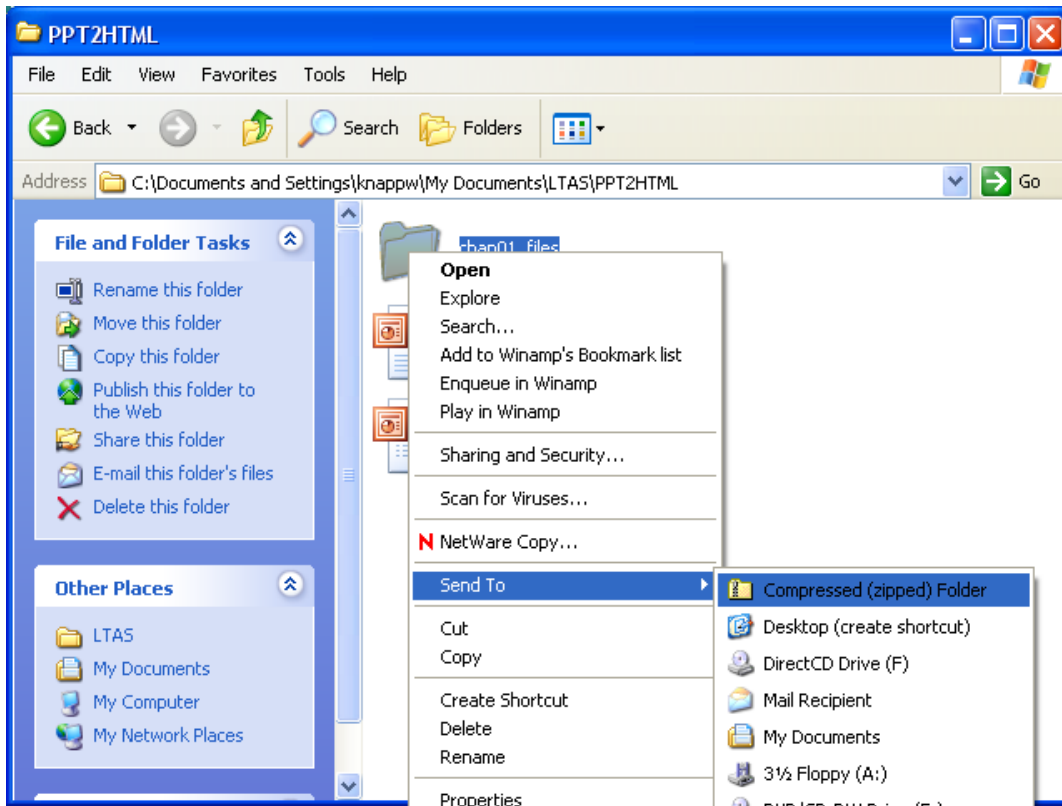 PPT2HTML
File Edit View Favorites Tools Help
Back Search Folders
Address C:\Documents and Settings\knappw\My Documents\LTAS\PPT2HTML Go
File and Folder Tasks
Rename this folder
Move this folder
Copy this folder
Publish this folder to
the Web
Share this folder
E-mail this folder's files
Delete this folder
Other Places
LTAS
My Documents
My Computer
My Network Places
chap01_files
Open
Explore
Search...
Add to Winamp's Bookmark list
Enqueue in Winamp
Play in Winamp
Sharing and Security...
Scan for Viruses...
N NetWare Copy...
Send To
Cut
Copy
Create Shortcut
Delete
Rename
Properties
Compressed (zipped) Folder
Desktop (create shortcut)
DirectCD Drive (F)
Mail Recipient
My Documents
3½ Floppy (A:)